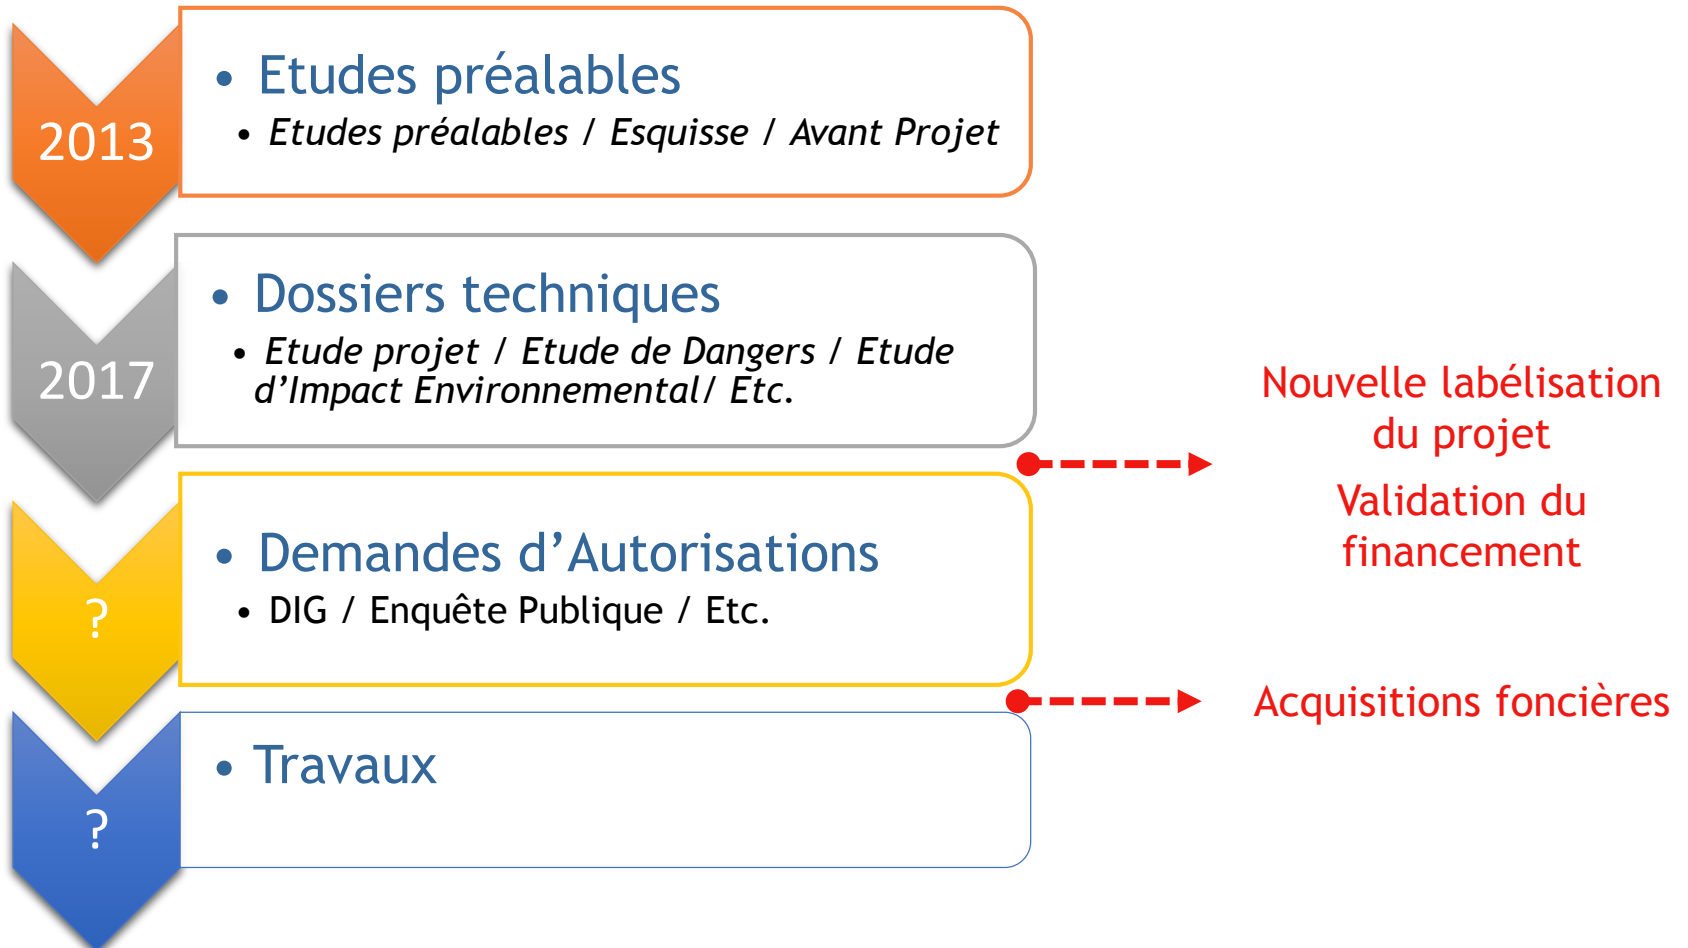 2013
• Etudes préalables
• Etudes préalables / Esquisse / Avant Projet
2017
• Dossiers techniques
• Etude projet / Etude de Dangers / Etude
d’Impact Environnemental/ Etc.
Nouvelle labélisation
du projet
Validation du
financement
?
• Demandes d’Autorisations
• DIG / Enquête Publique / Etc.
Acquisitions foncières
?
• Travaux